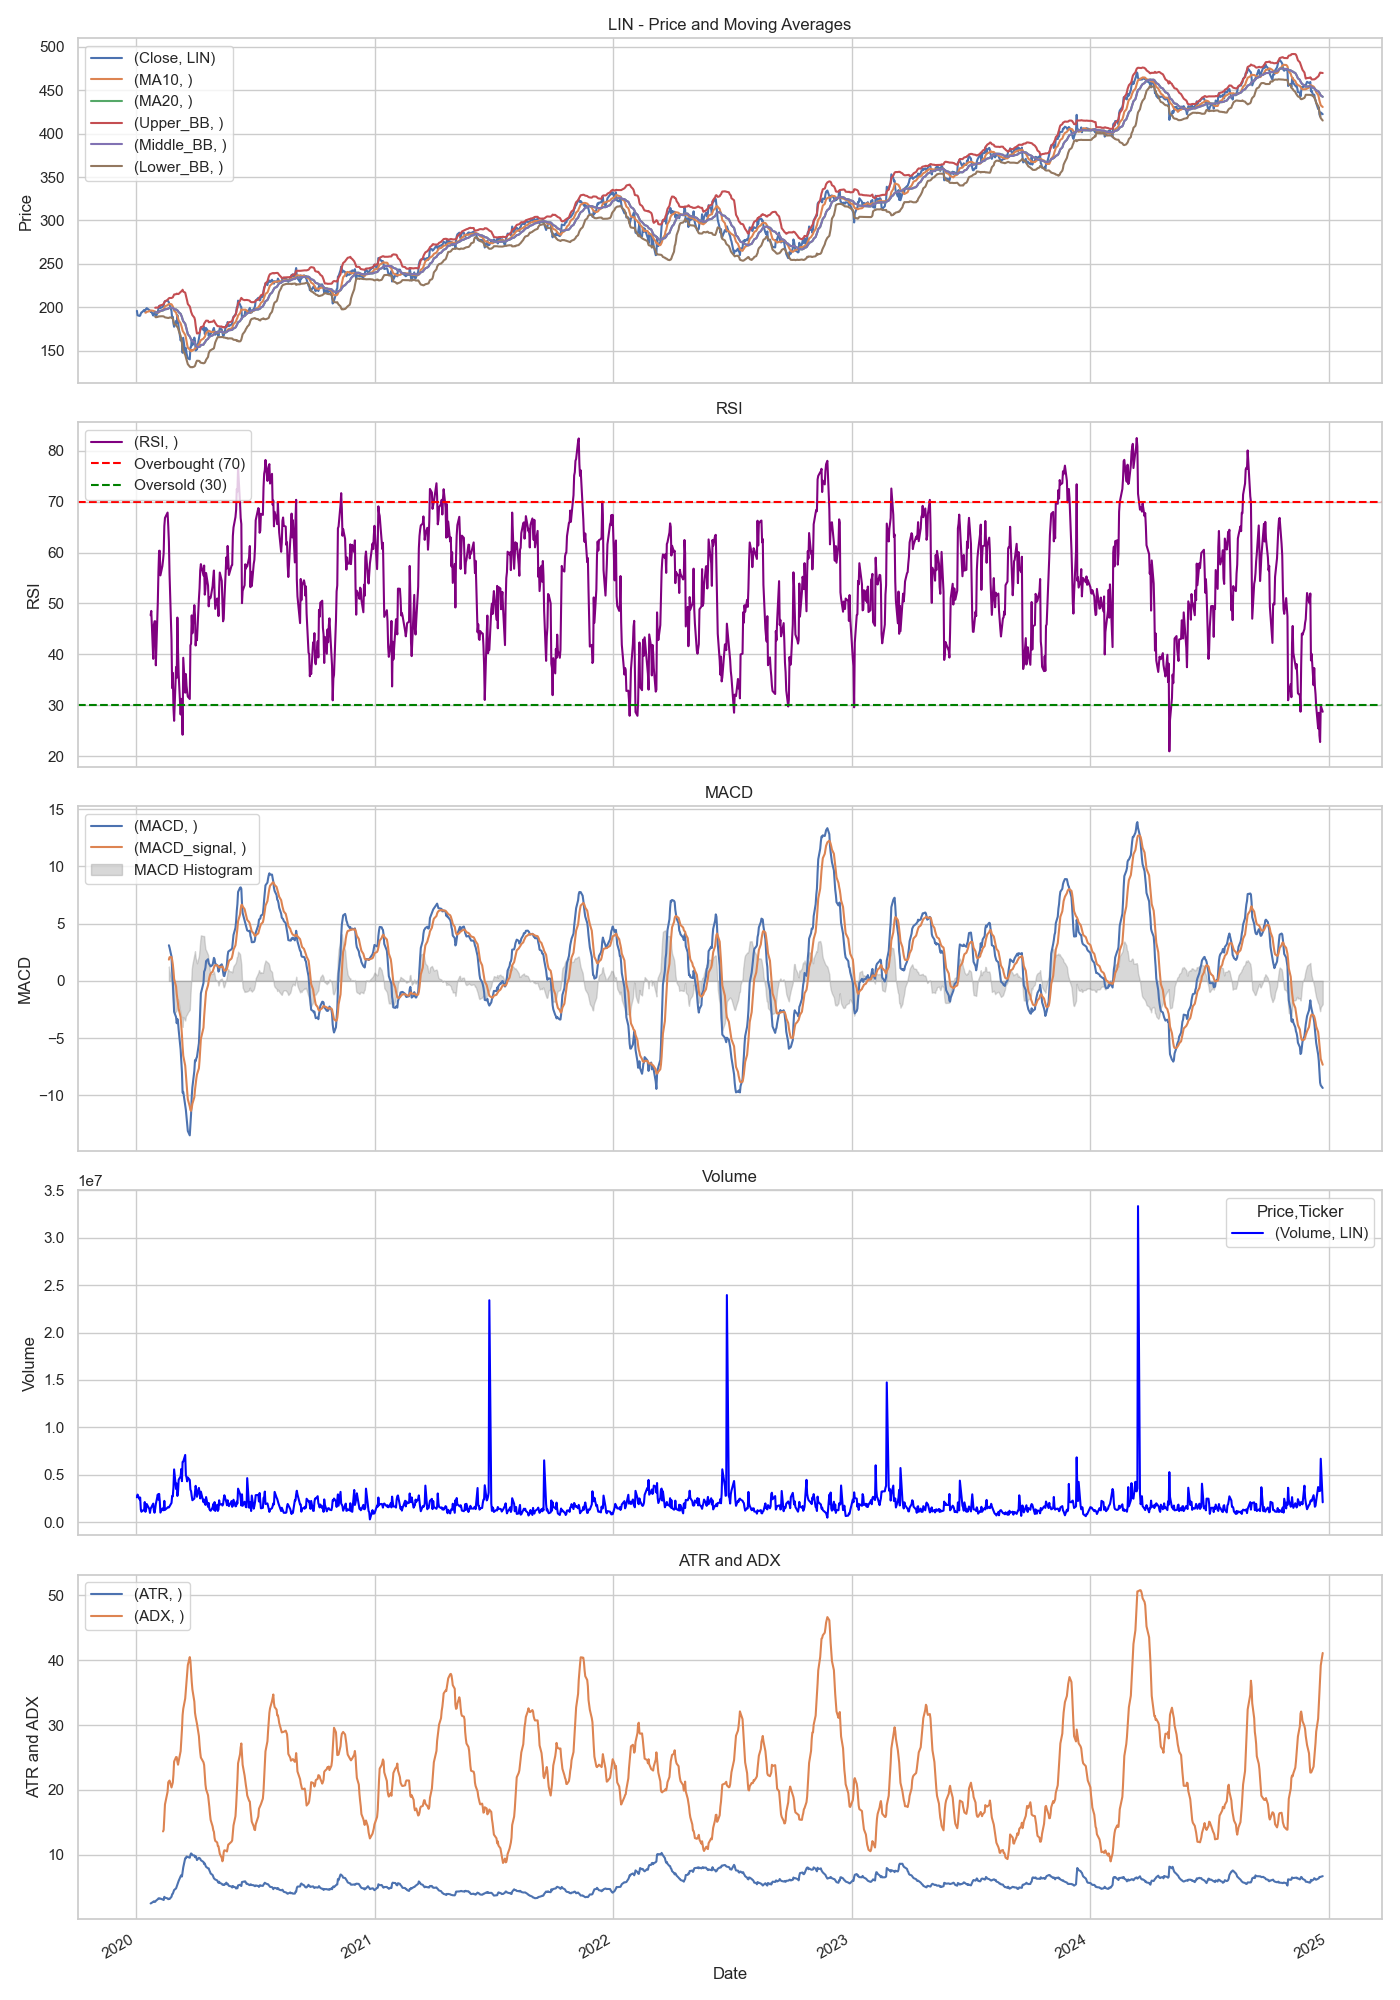 LIN - Price and Moving Averages
500
450
400
350
300
250
200
150
Price
(Close, LIN)
(MA10, )
(MA20, )
(Upper_BB, )
(Middle_BB, )
(Lower_BB, )
RSI
80
70
60
50
40
30
20
RSI
(RSI, )
Overbought (70)
Oversold (30)
MACD
15
10
5
0
−5
−10
MACD
(MACD, )
(MACD_signal, )
MACD Histogram
Volume
1e7
3.5
3.0
2.5
2.0
1.5
1.0
0.5
0.0
Volume
Price,Ticker
(Volume, LIN)
ATR and ADX
50
40
30
20
10
ATR and ADX
(ATR, )
(ADX, )
2020
2021
2022
2023
2024
2025
Date